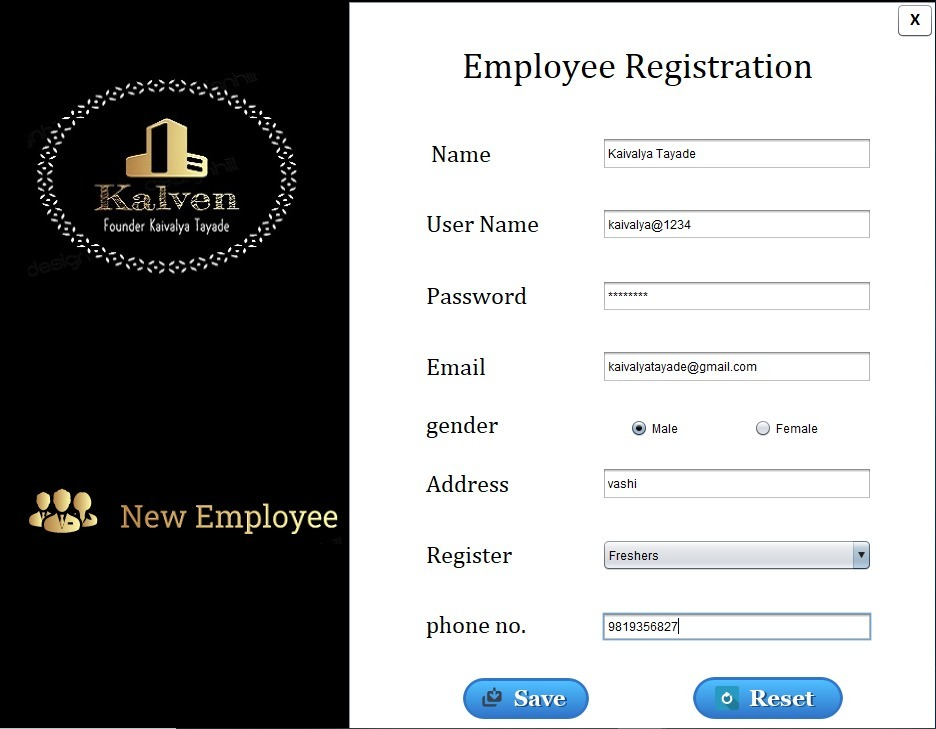 X
Employee Registration
Kalven
Founder Kaivalya Tayade
Name Kaivalya Tayade
User Name kaivalya@1234
Password ********
Email kaivalyatayade@gmail.com
gender Male Female
Address vashi
Register Freshers
phone no. 9819356827
New Employee
Save Reset